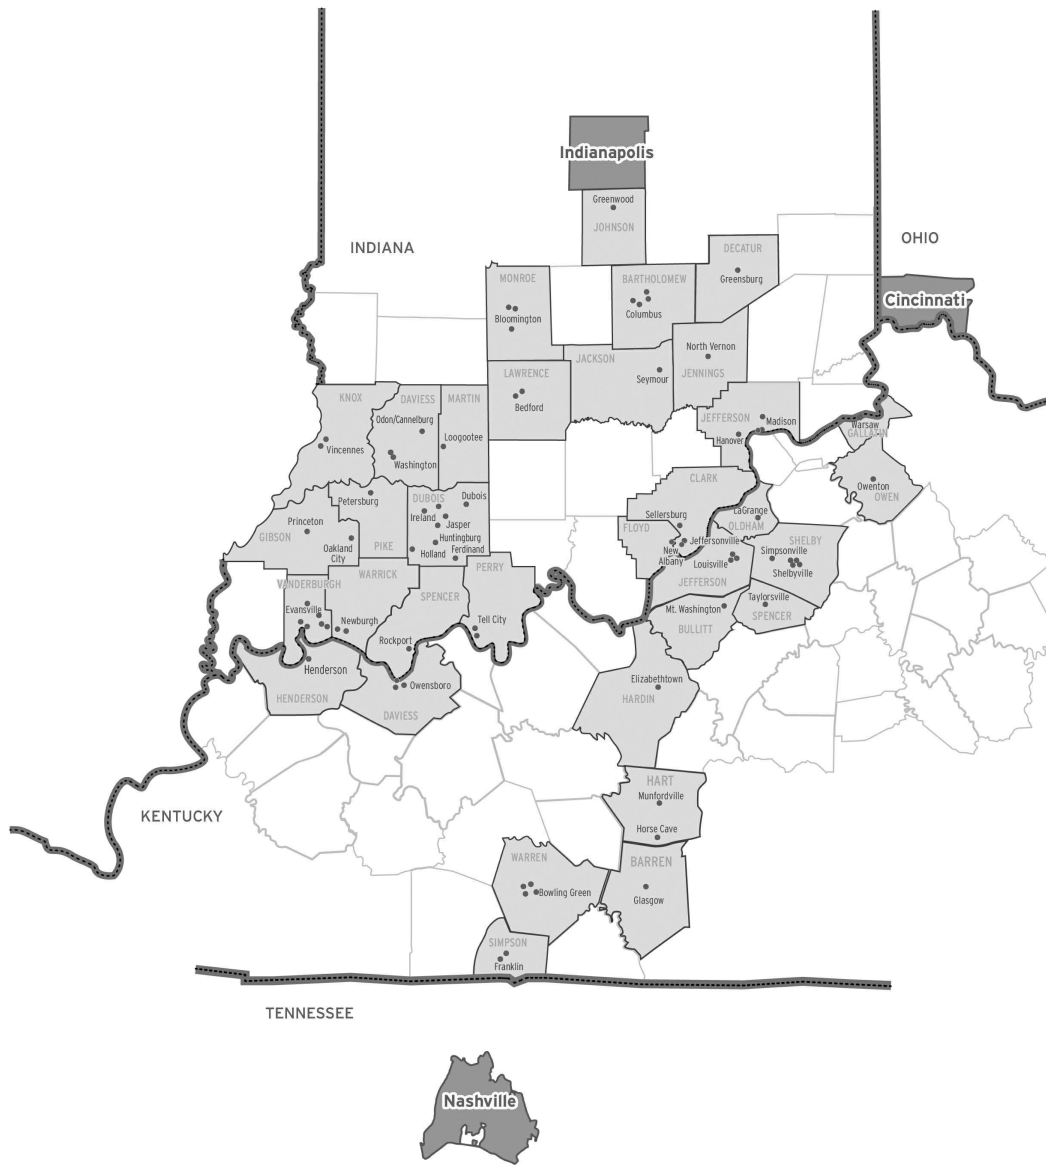 Indianapolis
Greenwood
JOHNSON
INDIANA
OHIO
DECATUR
Greensburg
MONROE
Bloomington
BARTHOLOMEW
Columbus
Cincinnati
North Vernon
JENNINGS
JACKSON
Seymour
LAWRENCE
Bedford
KNOX
Vincennes
DAVIESS
Odon/Cannelburg
Washington
MARTIN
Loogootee
JEFFERSON
Madison
Hanover
Warsaw
GALLATIN
Owenton
OWEN
CLARK
Sellersburg
LaGrange
OLDHAM
Petersburg
PIKE
DUBOIS
Dubois
Ireland
Jasper
Huntingburg
Holland
Ferdinand
Princeton
GIBSON
Oakland
City
FLOYD
New
Albany
Jeffersonville
Louisville
JEFFERSON
SHELBY
Simpsonville
Shelbyville
VANDERBURGH
Evansville
WARRICK
Newburgh
SPENCER
Rockport
PERRY
Tell City
Mt. Washington
BULLITT
Taylorsville
SPENCER
Henderson
HENDERSON
Owensboro
DAVIESS
Elizabethtown
HARDIN
KENTUCKY
HART
Munfordville
Horse Cave
WARREN
Bowling Green
BARREN
Glasgow
SIMPSON
Franklin
TENNESSEE
Nashville